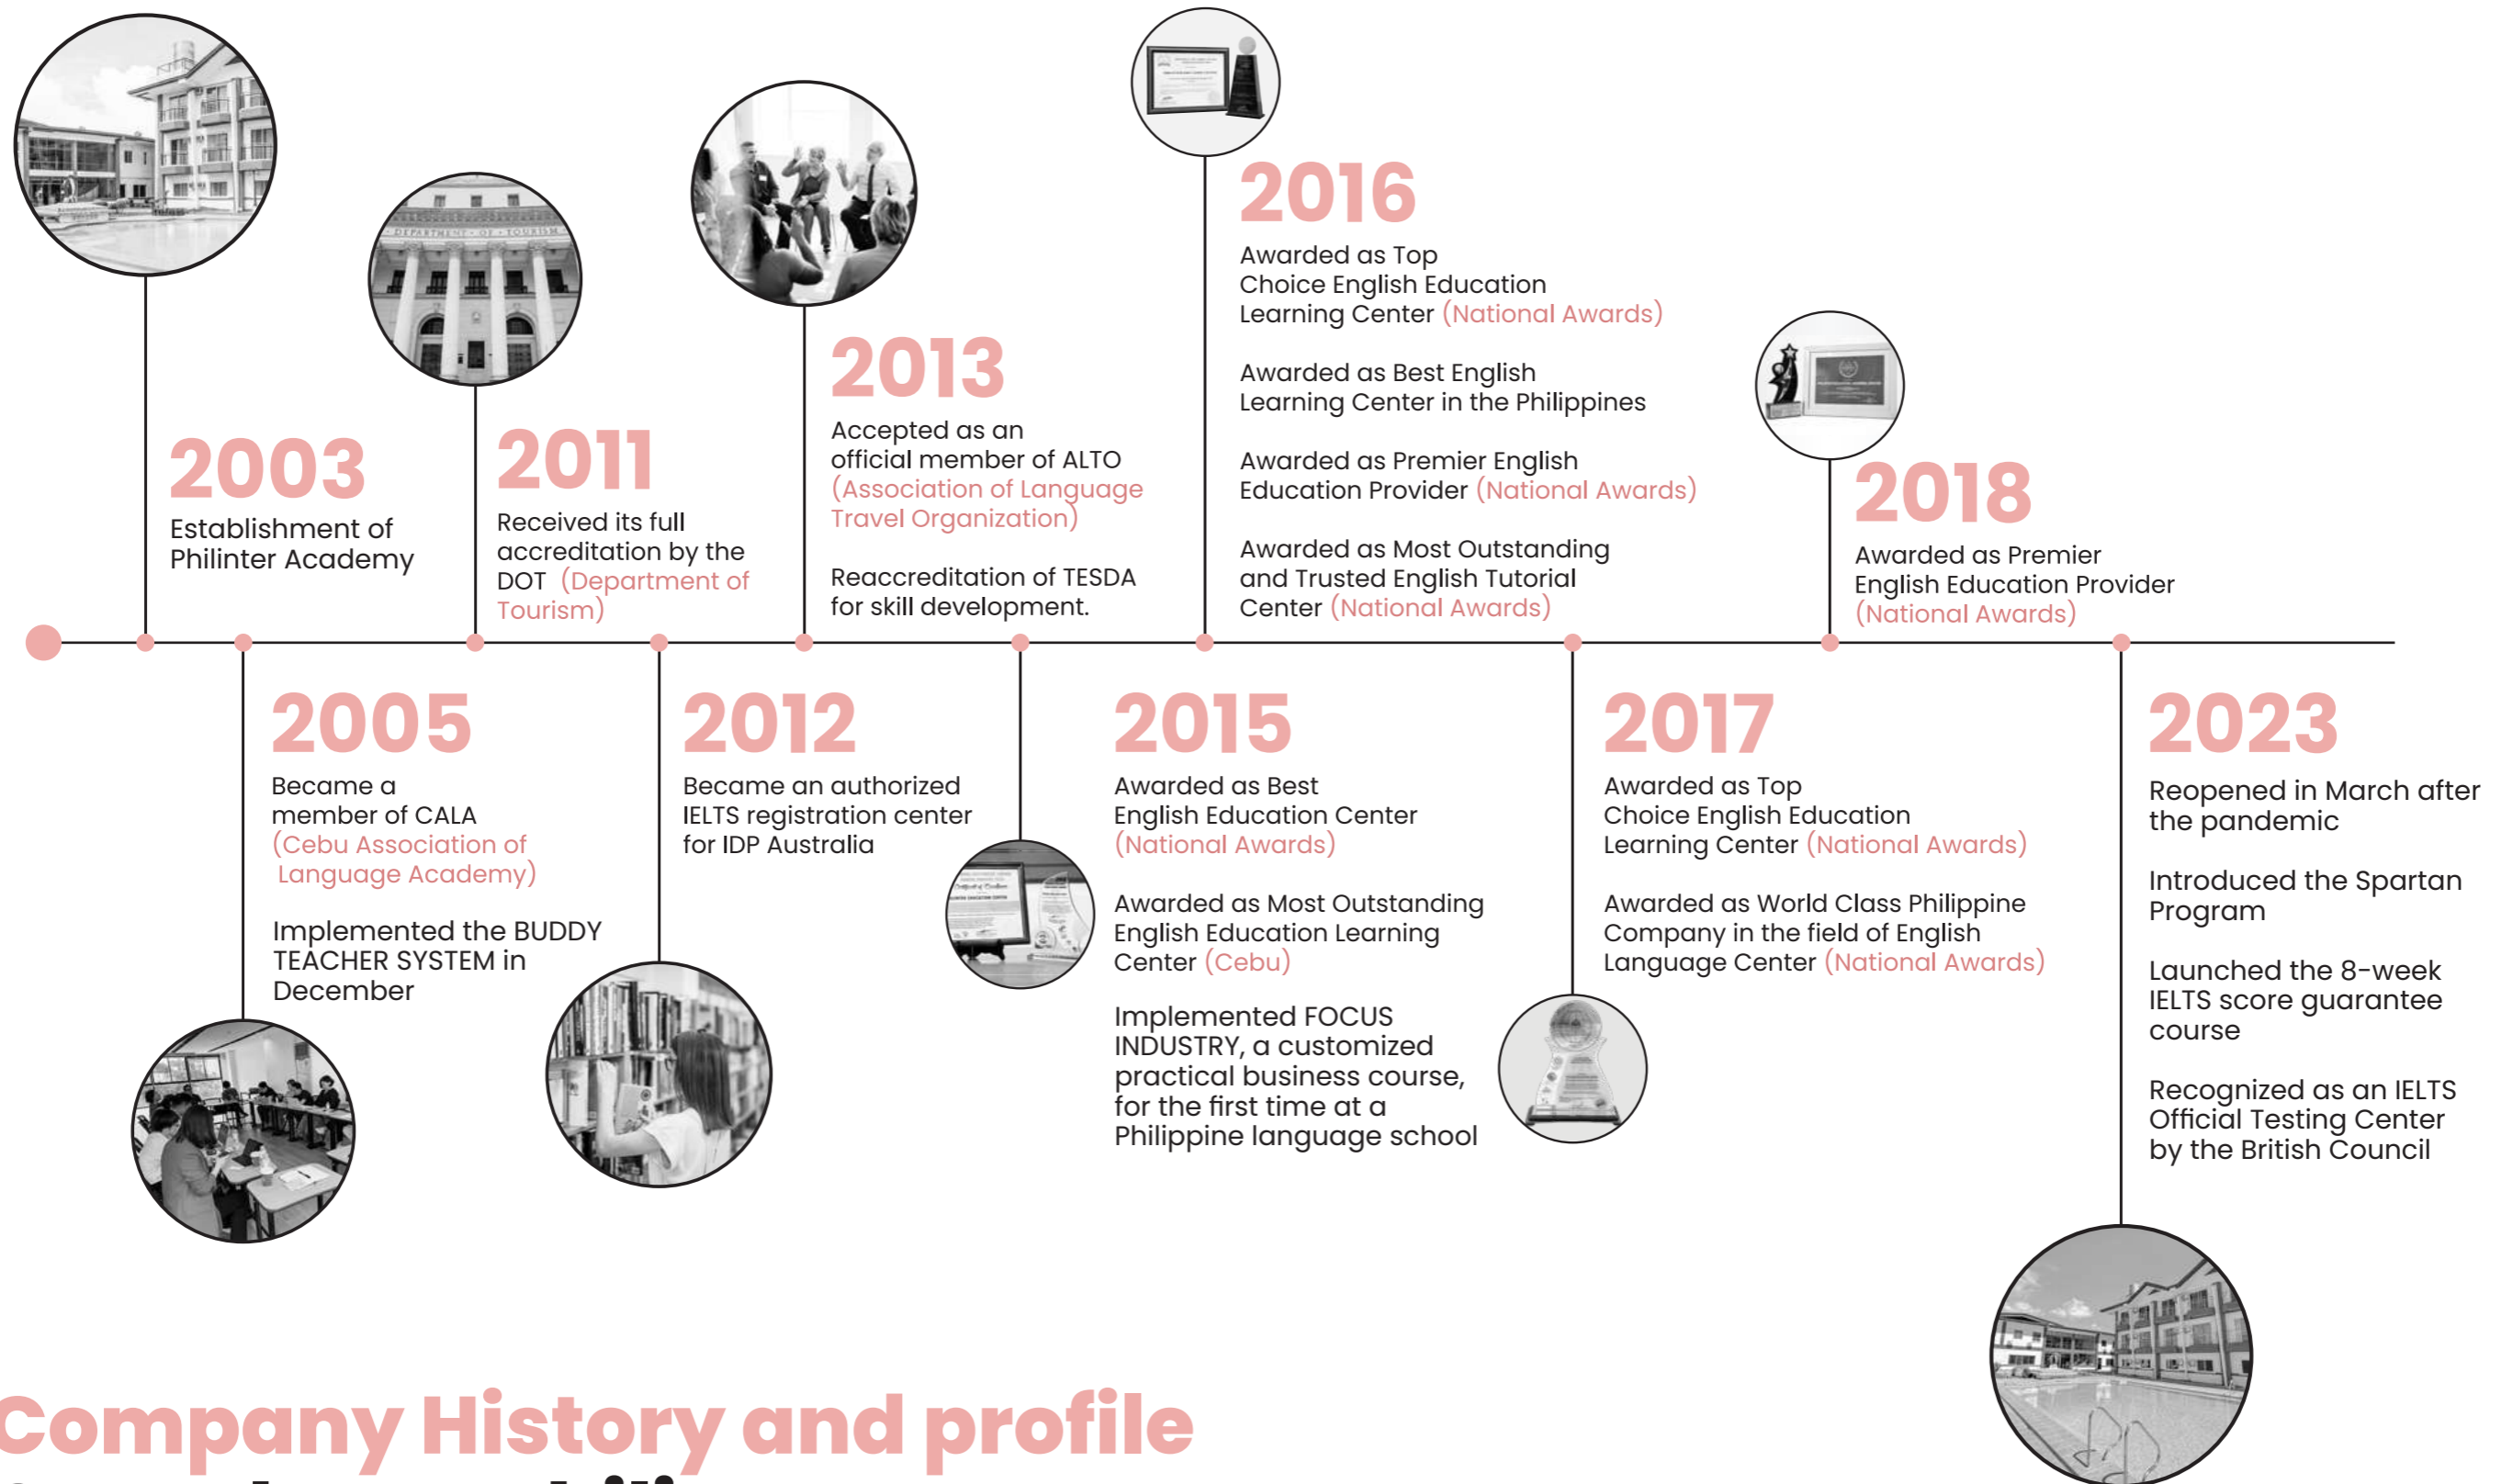 2003
Establishment of
Philinter Academy
2005
Became a
member of CALA
(Cebu Association of
Language Academy)
Implemented the BUDDY
TEACHER SYSTEM in
December
DEPARTMENT · OF · TOURISM
2011
Received its full
accreditation by the
DOT (Department of
Tourism)
2012
Became an authorized
IELTS registration center
for IDP Australia
2013
Accepted as an
official member of ALTO
(Association of Language
Travel Organization)
Reaccreditation of TESDA
for skill development.
2015
Awarded as Best
English Education Center
(National Awards)
Awarded as Most Outstanding
English Education Learning
Center (Cebu)
Implemented FOCUS
INDUSTRY, a customized
practical business course,
for the first time at a
Philippine language school
2016
Awarded as Top
Choice English Education
Learning Center (National Awards)
Awarded as Best English
Learning Center in the Philippines
Awarded as Premier English
Education Provider (National Awards)
Awarded as Most Outstanding
and Trusted English Tutorial
Center (National Awards)
2017
Awarded as Top
Choice English Education
Learning Center (National Awards)
Awarded as World Class Philippine
Company in the field of English
Language Center (National Awards)
2018
Awarded as Premier
English Education Provider
(National Awards)
2023
Reopened in March after
the pandemic
Introduced the Spartan
Program
Launched the 8-week
IELTS score guarantee
course
Recognized as an IELTS
Official Testing Center
by the British Council
Company History and profile